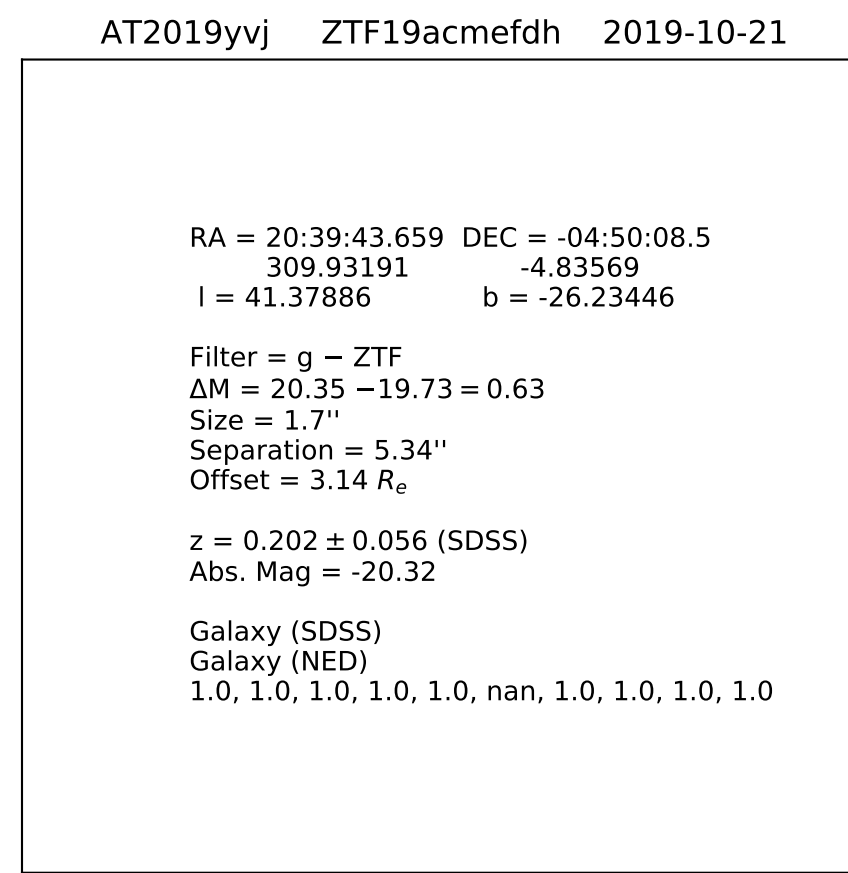 AT2019yvj ZTF19acmefdh 2019-10-21
RA = 20:39:43.659 DEC = -04:50:08.5
309.93191 -4.83569
l = 41.37886 b = -26.23446
Filter = g − ZTF
ΔM = 20.35 −19.73 = 0.63
Size = 1.7''
Separation = 5.34''
Offset = 3.14 Re
z = 0.202 ± 0.056 (SDSS)
Abs. Mag = -20.32
Galaxy (SDSS)
Galaxy (NED)
1.0, 1.0, 1.0, 1.0, 1.0, nan, 1.0, 1.0, 1.0, 1.0